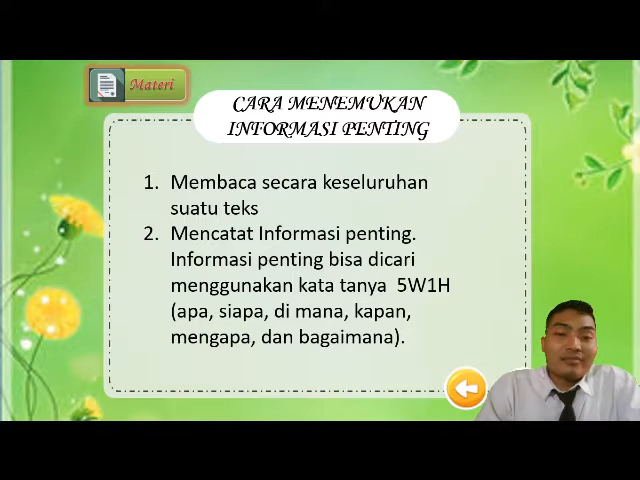 Materi
CARA MENEMUKAN
INFORMASI PENTING
1. Membaca secara keseluruhan
suatu teks
2. Mencatat Informasi penting.
Informasi penting bisa dicari
menggunakan kata tanya 5W1H
(apa, siapa, di mana, kapan,
mengapa, dan bagaimana).